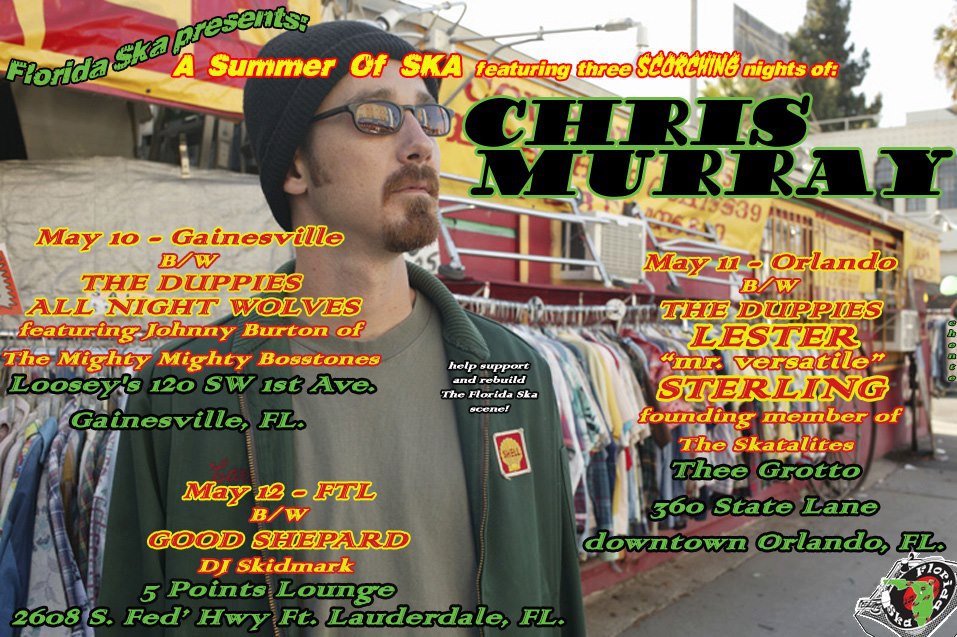 Florida Ska presents:
A Summer Of SKA featuring three SCORCHING nights of:
CHRIS
MURRAY
May 10 - Gainesville
B/W
THE DUPPIES
ALL NIGHT WOLVES
featuring Johnny Burton of
The Mighty Mighty Bosstones
Loosey's 120 SW 1st Ave.
Gainesville, FL.
May 11 - Orlando
B/W
THE DUPPIES
LESTER
"mr. versatile"
STERLING
founding member of
The Skatalites
Thee Grotto
360 State Lane
downtown Orlando, FL.
help support
and rebuild
The Florida Ska
scene!
SHELL
May 12 - FTL
B/W
GOOD SHEPARD
DJ Skidmark
5 Points Lounge
2608 S. Fed' Hwy Ft. Lauderdale, FL.
Florida
Ska